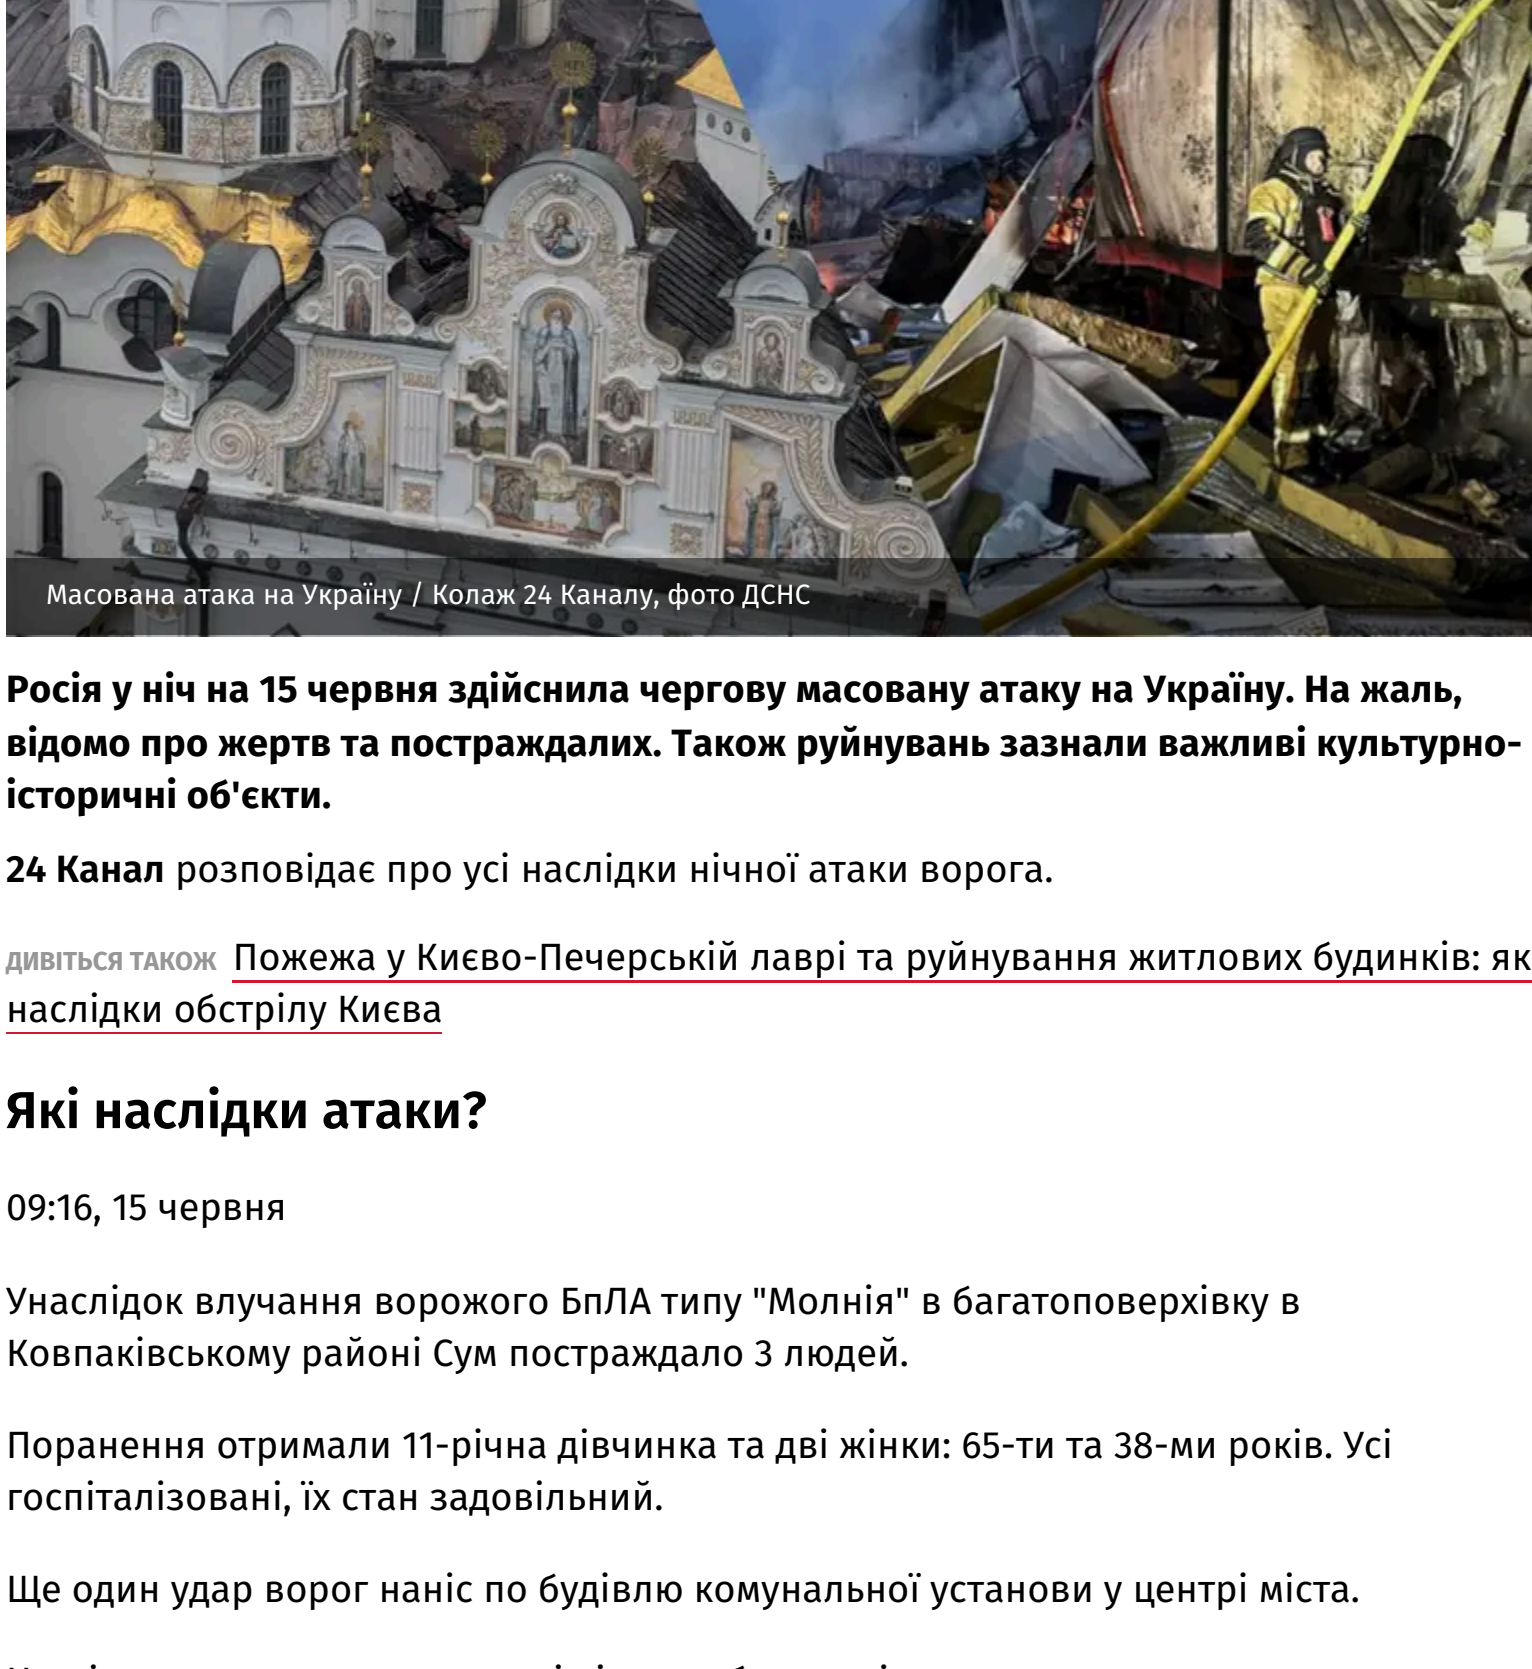 Масована атака на Україну / Колаж 24 Каналу, фото ДСНС
Росія у ніч на 15 червня здійснила чергову масовану атаку на Україну. На жаль,
відомо про жертв та постраждалих. Також руйнувань зазнали важливі культурно-
історичні об'єкти.
24 Канал розповідає про усі наслідки нічної атаки ворога.
ДИВІТЬСЯ ТАКОЖ Пожежа у Києво-Печерській лаврі та руйнування житлових будинків: як
наслідки обстрілу Києва
Які наслідки атаки?
09:16, 15 червня
Унаслідок влучання ворожого БпЛА типу "Молнія" в багатоповерхівку в
Ковпаківському районі Сум постраждало 3 людей.
Поранення отримали 11-річна дівчинка та дві жінки: 65-ти та 38-ми років. Усі
госпіталізовані, їх стан задовільний.
Ще один удар ворог наніс по будівлю комунальної установи у центрі міста.